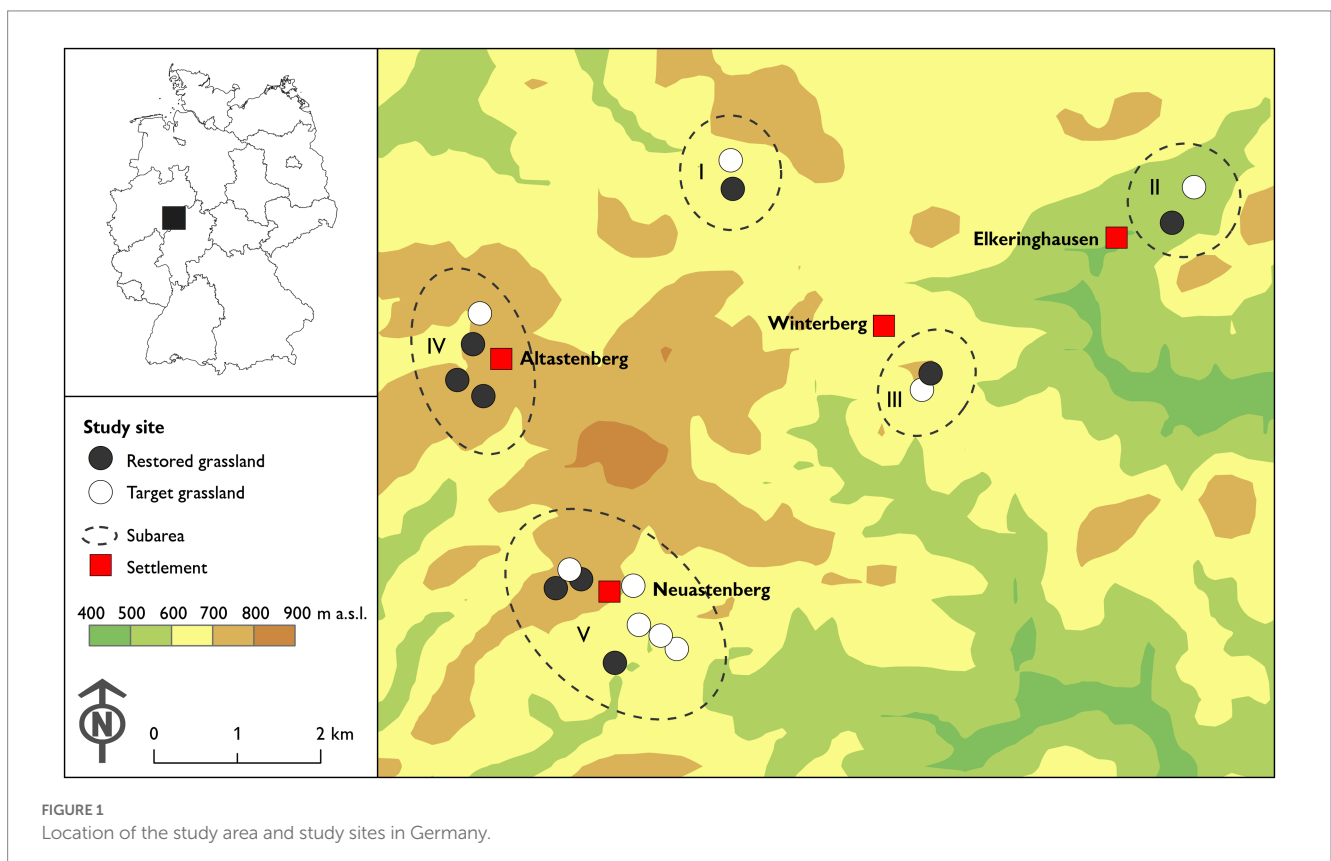 I
II
Elkeringhausen
Winterberg
IV
Altastenberg
III
Study site
Restored grassland
Target grassland
Subarea
Settlement
400 500 600 700 800 900 m a.s.l.
Neuastenberg
V
N
0 1 2 km
FIGURE 1
Location of the study area and study sites in Germany.